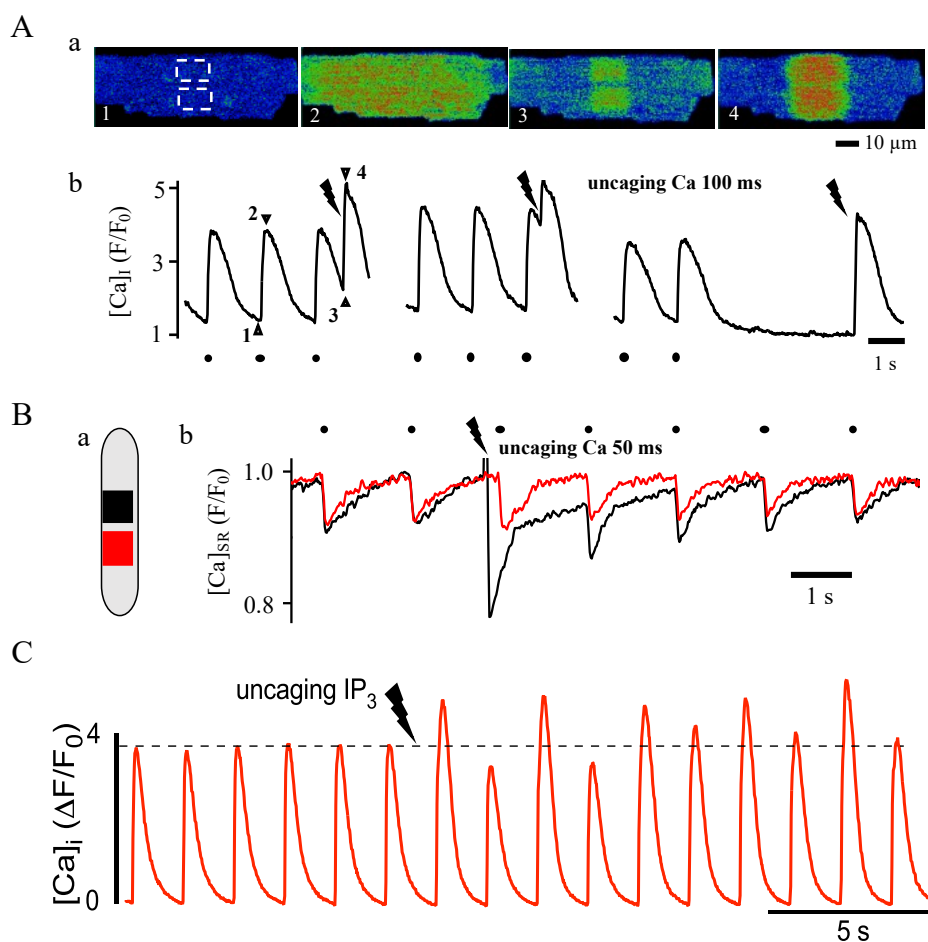 A
a
1
2
3
4
10 µm
b
[Ca]I (F/F0)
5
3
1
2
1
3
4
uncaging Ca 100 ms
1 s
B
a
b
[Ca]SR (F/F0)
1.0
0.8
uncaging Ca 50 ms
1 s
C
[Ca]i (ΔF/F0)
4
0
uncaging IP3
5 s